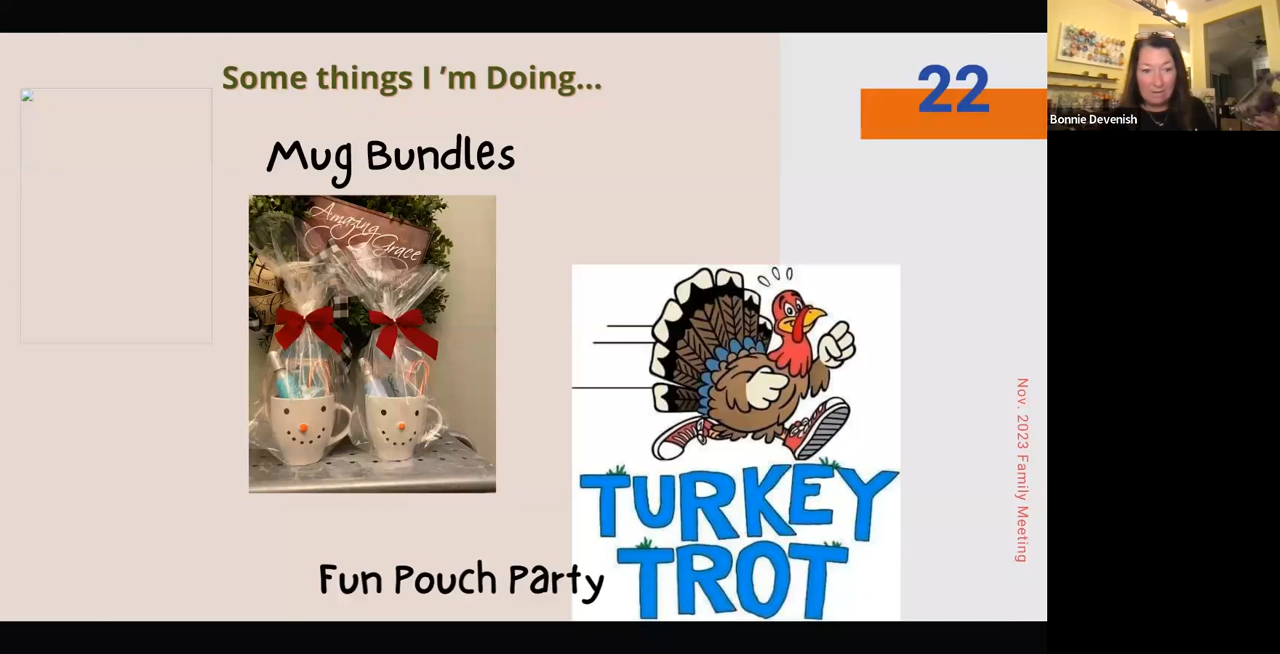 Some things I ’m Doing...
22
Bonnie Devenish
Mug Bundles
Amazing
Grace
Nov. 2023 Family Meeting
TURKEY
TROT
Fun Pouch Party